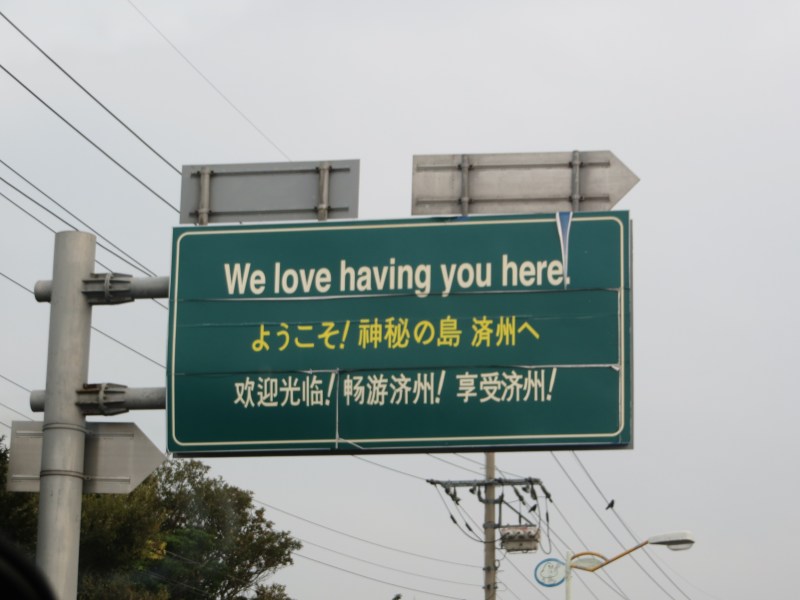 We love having you here.
ようこそ! 神秘の島 済州へ
欢迎光临! 畅游济州! 享受济州!